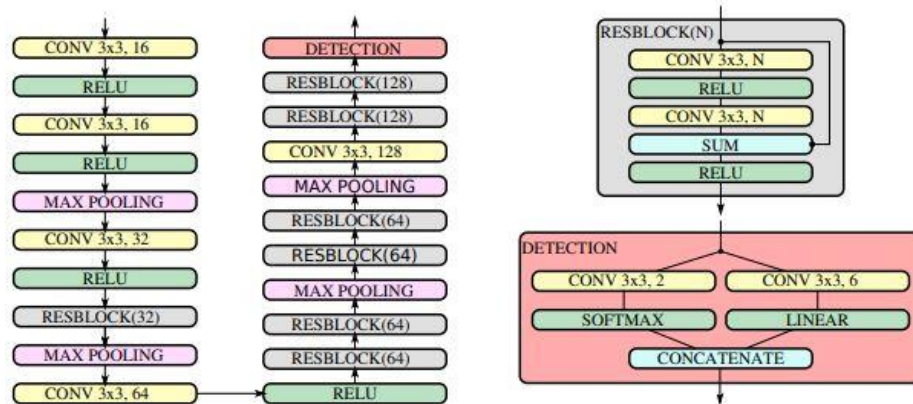 CONV 3x3, 16
RELU
CONV 3x3, 16
RELU
MAX POOLING
CONV 3x3, 32
RELU
RESBLOCK(32)
MAX POOLING
CONV 3x3, 64
DETECTION
RESBLOCK(128)
RESBLOCK(128)
CONV 3x3, 128
MAX POOLING
RESBLOCK(64)
RESBLOCK(64)
MAX POOLING
RESBLOCK(64)
RESBLOCK(64)
RELU
RESBLOCK(N)
CONV 3x3, N
RELU
CONV 3x3, N
SUM
RELU
DETECTION
CONV 3x3, 2
CONV 3x3, 6
SOFTMAX
LINEAR
CONCATENATE